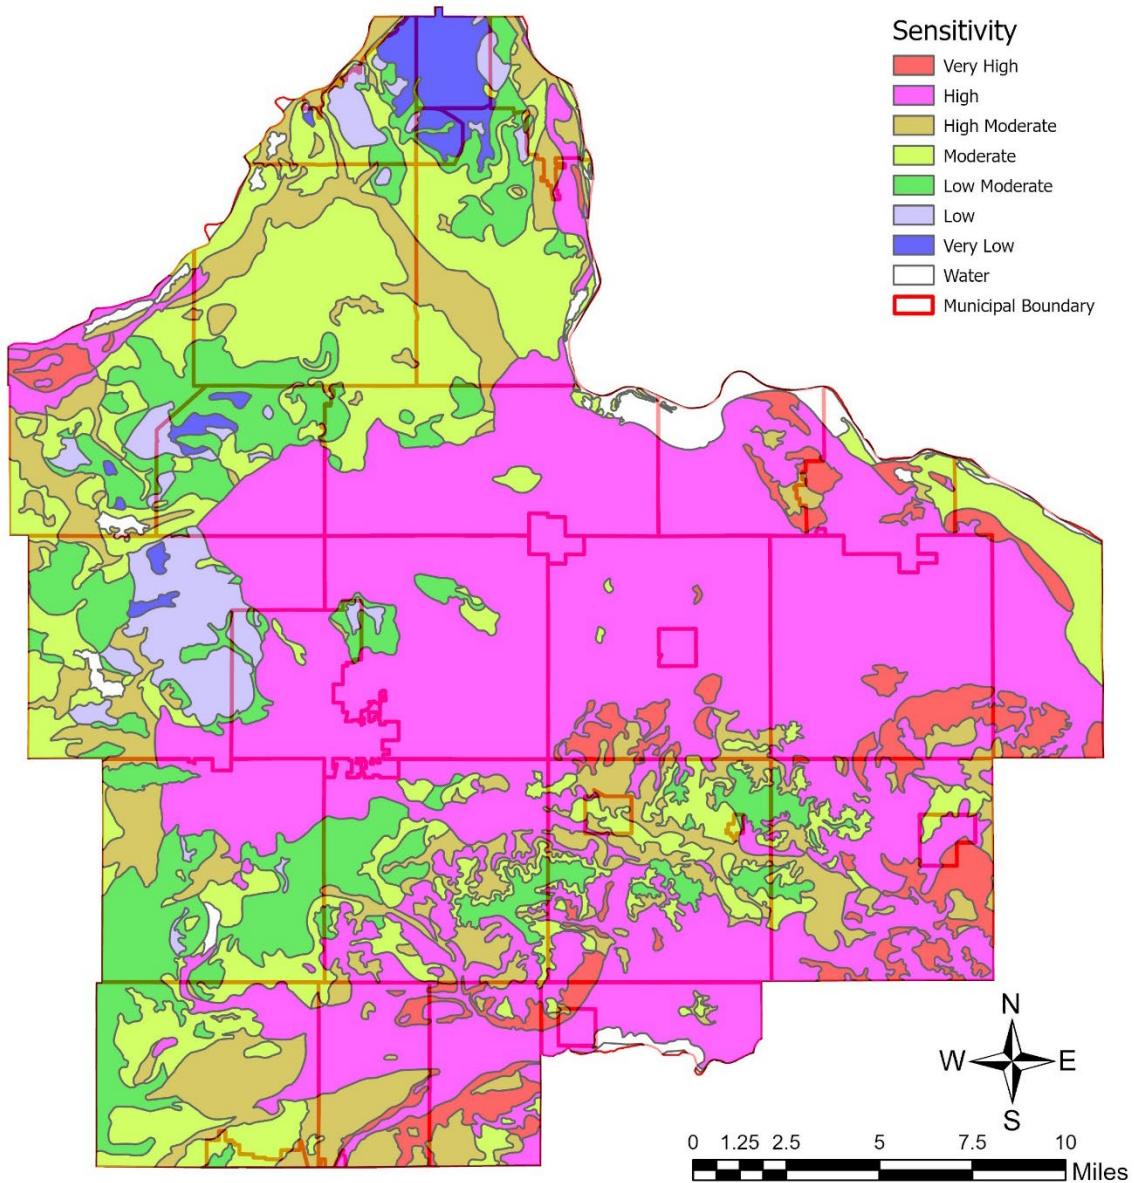 Sensitivity
Very High
High
High Moderate
Moderate
Low Moderate
Low
Very Low
Water
Municipal Boundary
N
W E
S
0 1.25 2.5 5 7.5 10
Miles